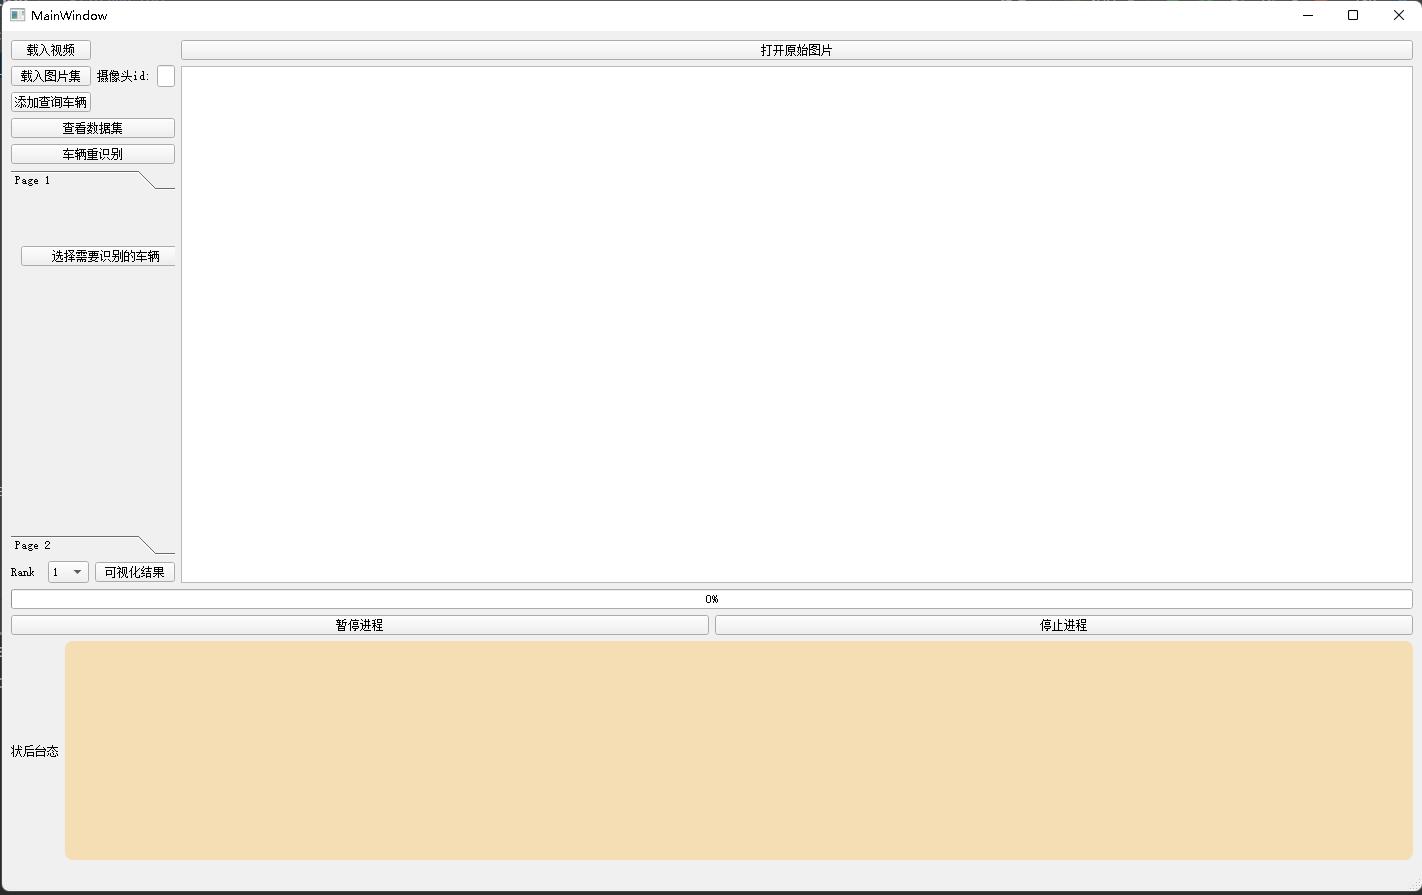 MainWindow
载入视频
打开原始图片
载入图片集 摄像头id:
添加查询车辆
查看数据集
车辆重识别
Page 1
选择需要识别的车辆
Page 2
Rank 1 可视化结果
0%
暂停进程 停止进程
状后台态